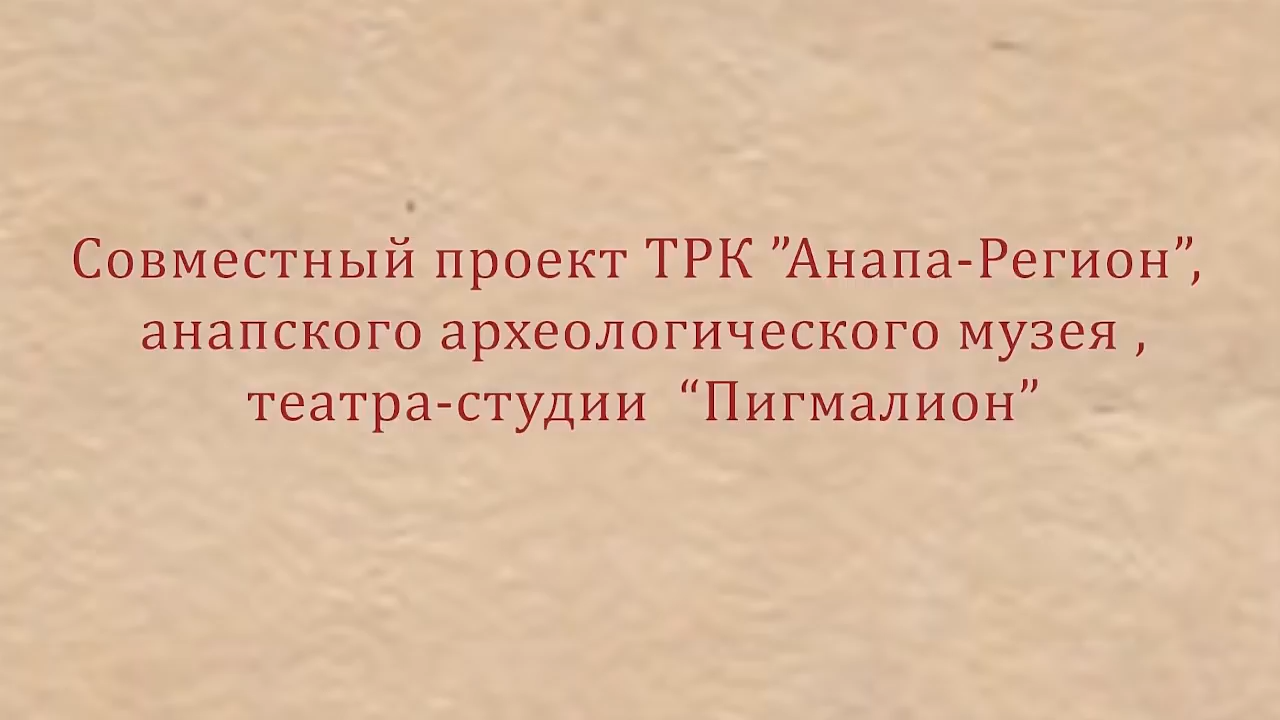 Совместный проект ТРК ”Анапа-Регион”,
анапского археологического музея ,
театра-студии “Пигмалион”